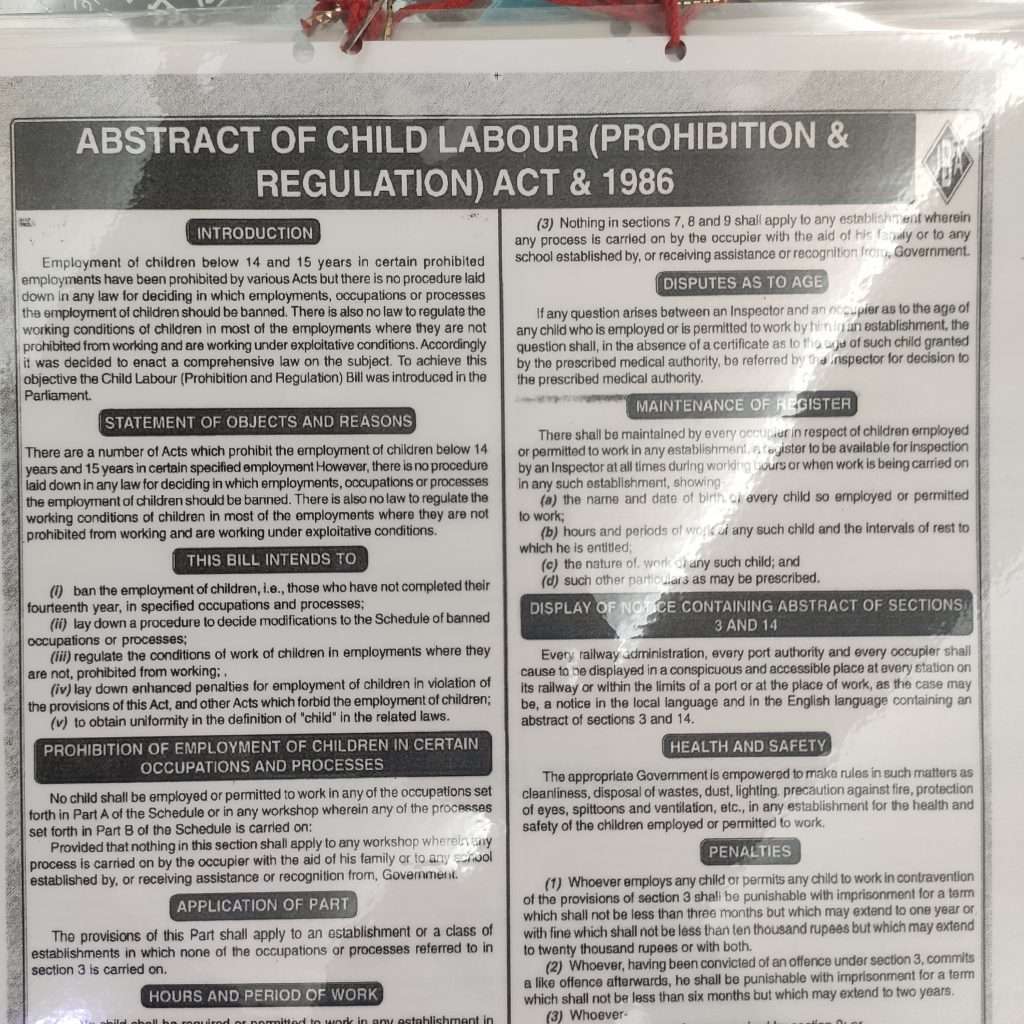 ABSTRACT OF CHILD LABOUR (PROHIBITION &
REGULATION) ACT & 1986
INTRODUCTION
Employment of children below 14 and 15 years in certain prohibited
employments have been prohibited by various Acts but there is no procedure laid
down in any law for deciding in which employments, occupations or processes
the employment of children should be banned. There is also no law to regulate the
working conditions of children in most of the employments where they are not
prohibited from working and are working under exploitative conditions. Accordingly
it was decided to enact a comprehensive law on the subject. To achieve this
objective the Child Labour (Prohibition and Regulation) Bill was introduced in the
Parliament.
STATEMENT OF OBJECTS AND REASONS
There are a number of Acts which prohibit the employment of children below 14
years and 15 years in certain specified employment However, there is no procedure
laid down in any law for deciding in which employments, occupations or processes
the employment of children should be banned. There is also no law to regulate the
working conditions of children in most of the employments where they are not
prohibited from working and are working under exploitative conditions.
THIS BILL INTENDS TO
(i) ban the employment of children, i.e., those who have not completed their
fourteenth year, in specified occupations and processes;
(ii) lay down a procedure to decide modifications to the Schedule of banned
occupations or processes;
(iii) regulate the conditions of work of children in employments where they
are not, prohibited from working; .
(iv) lay down enhanced penalties for employment of children in violation of
the provisions of this Act, and other Acts which forbid the employment of children;
(v) to obtain uniformity in the definition of "child" in the related laws.
PROHIBITION OF EMPLOYMENT OF CHILDREN IN CERTAIN
OCCUPATIONS AND PROCESSES
No child shall be employed or permitted to work in any of the occupations set
forth in Part A of the Schedule or in any workshop wherein any of the processes
set forth in Part B of the Schedule is carried on:
Provided that nothing in this section shall apply to any workshop wherein any
process is carried on by the occupier with the aid of his family or to any school
established by, or receiving assistance or recognition from, Government.
APPLICATION OF PART
The provisions of this Part shall apply to an establishment or a class of
establishments in which none of the occupations or processes referred to in
section 3 is carried on.
HOURS AND PERIOD OF WORK
No child shall be required or permitted to work in any establishment in
(3) Nothing in sections 7, 8 and 9 shall apply to any establishment wherein
any process is carried on by the occupier with the aid of his family or to any
school established by, or receiving assistance or recognition from, Government.
DISPUTES AS TO AGE
If any question arises between an Inspector and an occupier as to the age of
any child who is employed or is permitted to work by him in an establishment, the
question shall, in the absence of a certificate as to the age of such child granted
by the prescribed medical authority, be referred by the Inspector for decision to
the prescribed medical authority.
MAINTENANCE OF REGISTER
There shall be maintained by every occupier in respect of children employed
or permitted to work in any establishment, a register to be available for inspection
by an Inspector at all times during working hours or when work is being carried on
in any such establishment, showing-
(a) the name and date of birth of every child so employed or permitted
to work;
(b) hours and periods of work of any such child and the intervals of rest to
which he is entitled;
(c) the nature of. work of any such child; and
(d) such other particulars as may be prescribed.
DISPLAY OF NOTICE CONTAINING ABSTRACT OF SECTIONS
3 AND 14
Every railway administration, every port authority and every occupier shall
cause to be displayed in a conspicuous and accessible place at every station on
its railway or within the limits of a port or at the place of work, as the case may
be, a notice in the local language and in the English language containing an
abstract of sections 3 and 14.
HEALTH AND SAFETY
The appropriate Government is empowered to make rules in such matters as
cleanliness, disposal of wastes, dust, lighting. precaution against fire, protection
of eyes, spittoons and ventilation, etc., in any establishment for the health and
safety of the children employed or permitted to work.
PENALTIES
(1) Whoever employs any child or permits any child to work in contravention
of the provisions of section 3 shall be punishable with imprisonment for a term
which shall not be less than three months but which may extend to one year or
with fine which shall not be less than ten thousand rupees but which may extend
to twenty thousand rupees or with both.
(2) Whoever, having been convicted of an offence under section 3, commits
a like offence afterwards, he shall be punishable with imprisonment for a term
which shall not be less than six months but which may extend to two years.
(3) Whoever-